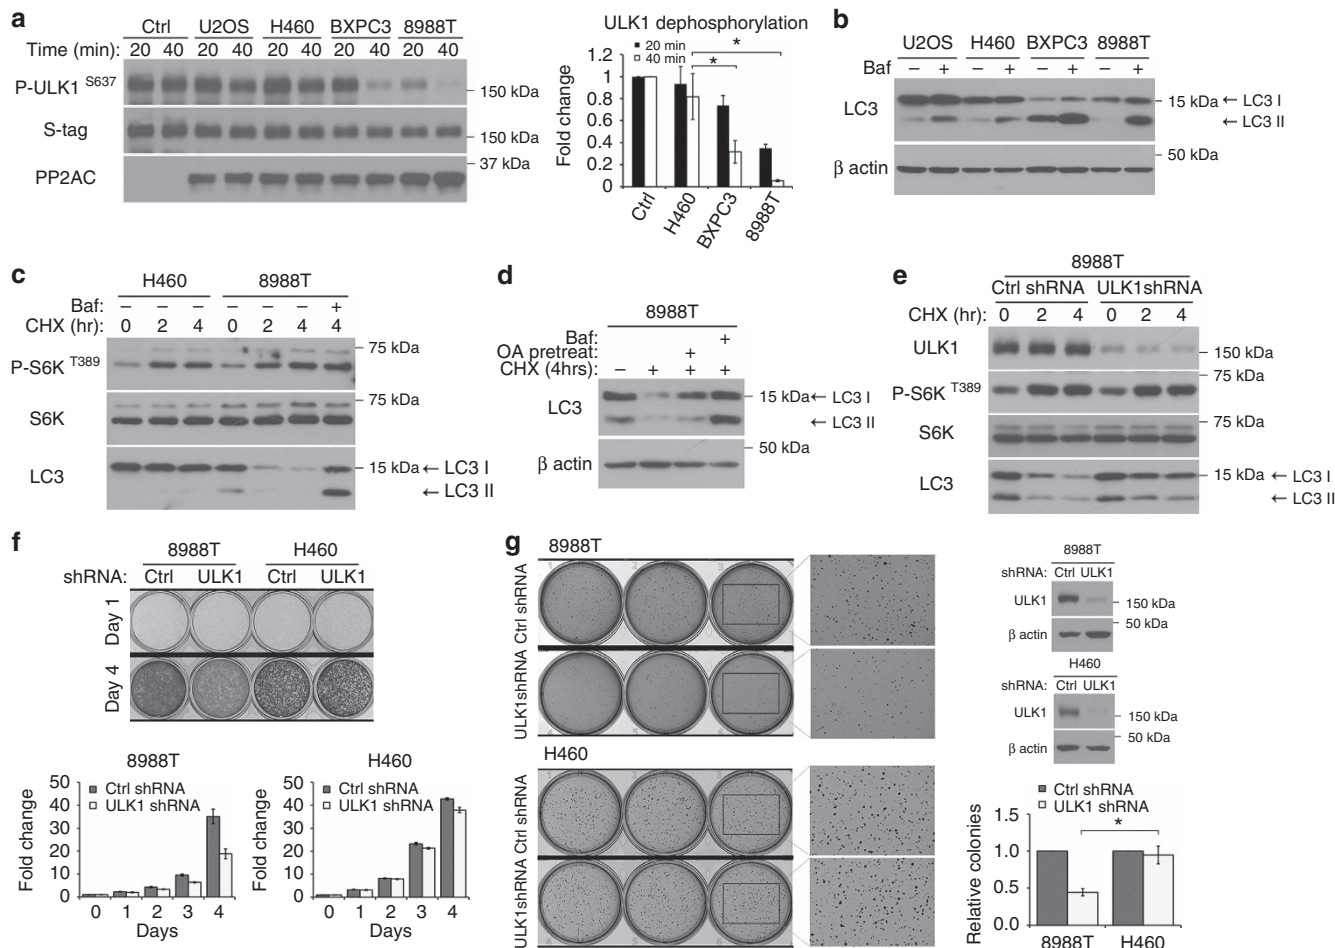 a
Ctrl U2OS H460 BXPC3 8988T
Time (min): 20 40 20 40 20 40 20 40 20 40
P-ULK1 S637
150 kDa
S-tag
150 kDa
37 kDa
PP2AC
ULK1 dephosphorylation
20 min
40 min
* *
Fold change
1.2
1
0.8
0.6
0.4
0.2
0
Ctrl H460 BXPC3 8988T
b
U2OS H460 BXPC3 8988T
Baf – + – + – + – +
LC3
15 kDa ← LC3 I
← LC3 II
50 kDa
β actin
c
H460 8988T
Baf: – – – – – – +
CHX (hr): 0 2 4 0 2 4 4
75 kDa
P-S6K T389
75 kDa
S6K
LC3
15 kDa ← LC3 I
← LC3 II
d
8988T
Baf: +
OA pretreat: +
CHX (4hrs) – + + +
LC3
15 kDa ← LC3 I
← LC3 II
50 kDa
β actin
e
8988T
Ctrl shRNA ULK1shRNA
CHX (hr): 0 2 4 0 2 4
ULK1
150 kDa
75 kDa
P-S6K T389
75 kDa
S6K
LC3
15 kDa ← LC3 I
← LC3 II
f
8988T H460
shRNA: Ctrl ULK1 Ctrl ULK1
Day 1
Day 4
8988T
Ctrl shRNA
ULK1 shRNA
Fold change
50
40
30
20
10
0
0 1 2 3 4
Days
H460
Ctrl shRNA
ULK1 shRNA
Fold change
50
40
30
20
10
0
0 1 2 3 4
Days
g
8988T
Ctrl shRNA
ULK1shRNA
H460
Ctrl shRNA
ULK1shRNA
8988T
shRNA: Ctrl ULK1
ULK1
150 kDa
50 kDa
β actin
H460
shRNA: Ctrl ULK1
ULK1
150 kDa
50 kDa
β actin
Ctrl shRNA
ULK1 shRNA
*
Relative colonies
1.5
1.0
0.5
0.0
8988T H460